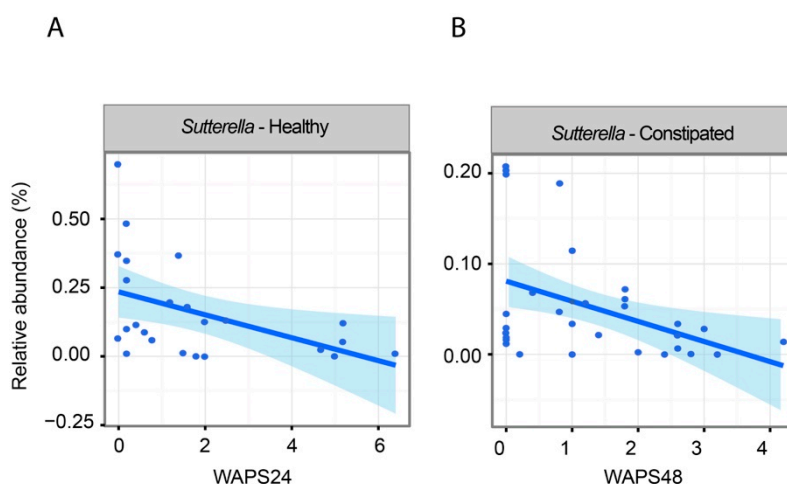 A
B
Sutterella - Healthy
Sutterella - Constipated
Relative abundance (%)
0.50
0.25
0.00
−0.25
0.20
0.10
0.00
0 2 4 6
0 1 2 3 4
WAPS24
WAPS48